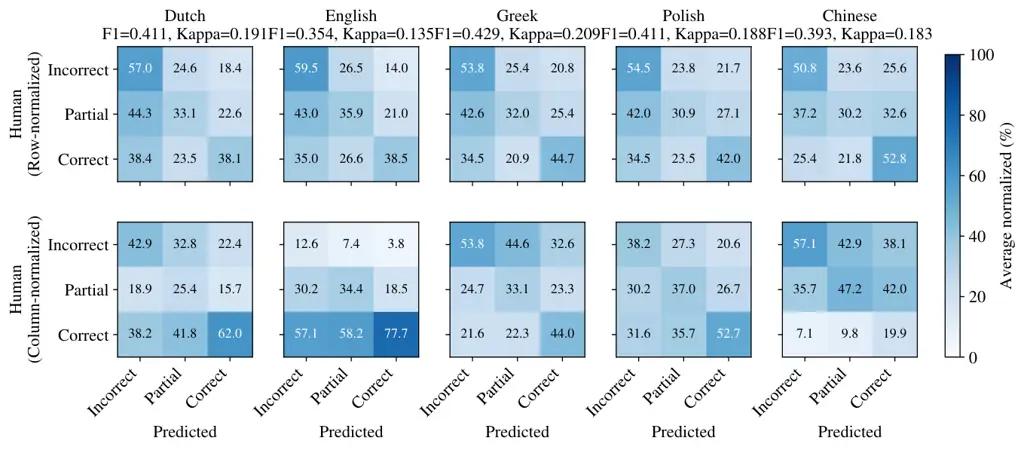 Dutch English Greek Polish Chinese
F1=0.411, Kappa=0.191F1=0.354, Kappa=0.135F1=0.429, Kappa=0.209F1=0.411, Kappa=0.188F1=0.393, Kappa=0.183
Human
(Row-normalized)
Incorrect 57.0 24.6 18.4 59.5 26.5 14.0 53.8 25.4 20.8 54.5 23.8 21.7 50.8 23.6 25.6
Partial 44.3 33.1 22.6 43.0 35.9 21.0 42.6 32.0 25.4 42.0 30.9 27.1 37.2 30.2 32.6
Correct 38.4 23.5 38.1 35.0 26.6 38.5 34.5 20.9 44.7 34.5 23.5 42.0 25.4 21.8 52.8
Human
(Column-normalized)
Incorrect 42.9 32.8 22.4 12.6 7.4 3.8 53.8 44.6 32.6 38.2 27.3 20.6 57.1 42.9 38.1
Partial 18.9 25.4 15.7 30.2 34.4 18.5 24.7 33.1 23.3 30.2 37.0 26.7 35.7 47.2 42.0
Correct 38.2 41.8 62.0 57.1 58.2 77.7 21.6 22.3 44.0 31.6 35.7 52.7 7.1 9.8 19.9
Incorrect Partial Correct Incorrect Partial Correct Incorrect Partial Correct Incorrect Partial Correct Incorrect Partial Correct
Predicted Predicted Predicted Predicted Predicted
100
80
60
40
20
0
Average normalized (%)